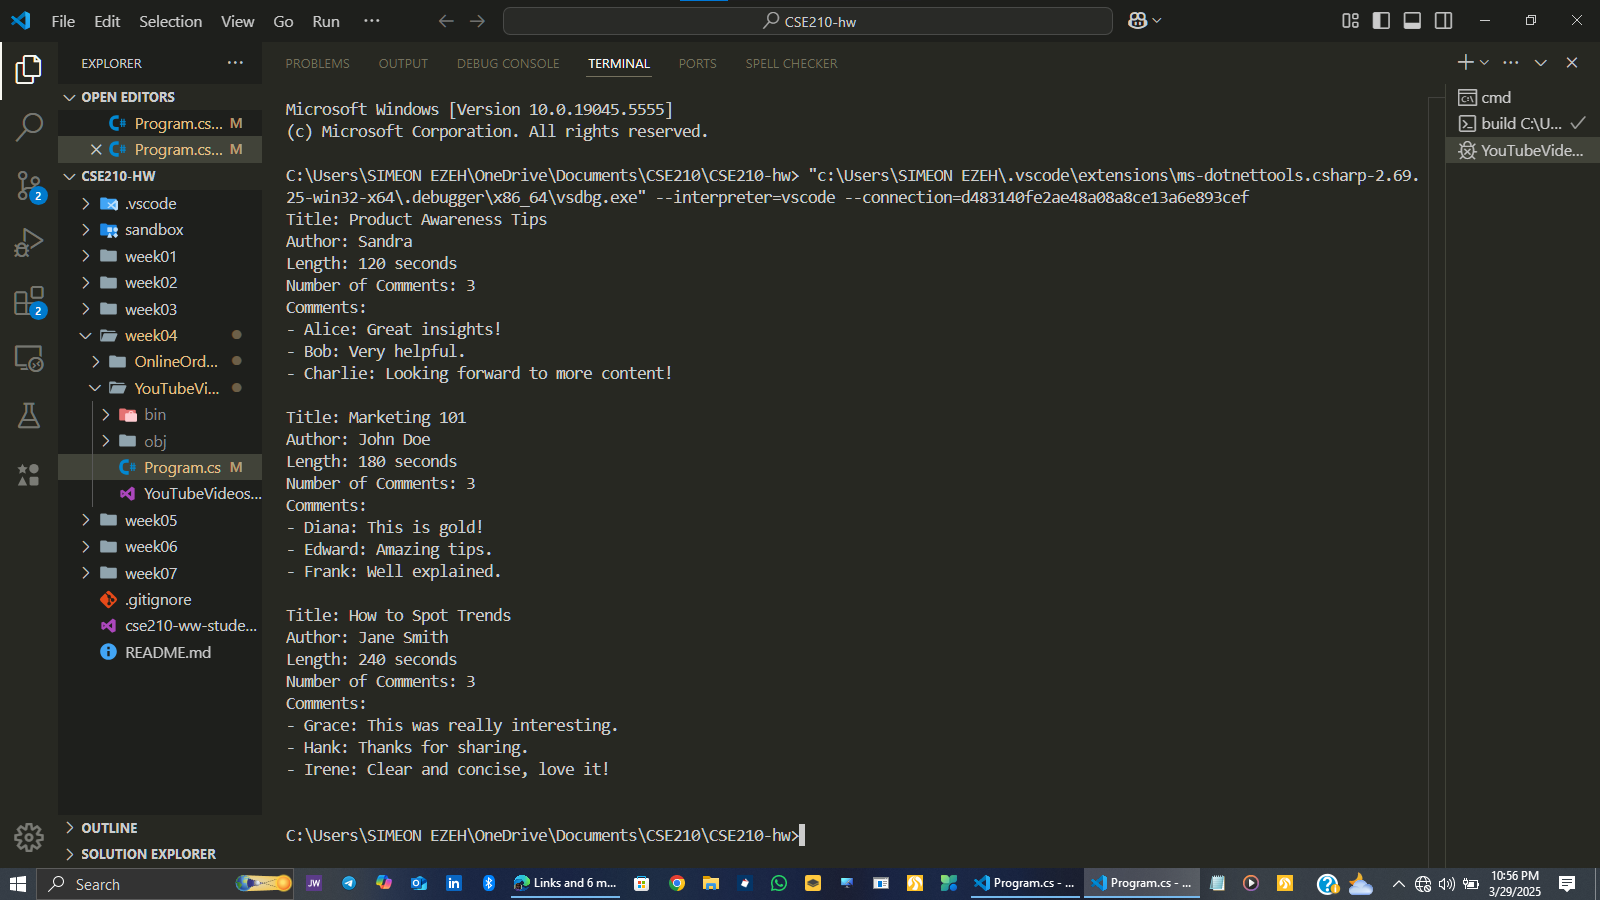 File Edit Selection View Go Run ···
CSE210-hw
EXPLORER ···
OPEN EDITORS
Program.cs... M
Program.cs... M
CSE210-HW
.vscode
sandbox
week01
week02
week03
week04
OnlineOrd...
YouTubeVi...
bin
obj
Program.cs M
YouTubeVideos...
week05
week06
week07
.gitignore
cse210-ww-stude...
README.md
OUTLINE
SOLUTION EXPLORER
2
2
PROBLEMS OUTPUT DEBUG CONSOLE TERMINAL PORTS SPELL CHECKER
Microsoft Windows [Version 10.0.19045.5555]
(c) Microsoft Corporation. All rights reserved.
C:\Users\SIMEON EZEH\OneDrive\Documents\CSE210\CSE210-hw> "c:\Users\SIMEON EZEH\.vscode\extensions\ms-dotnettools.csharp-2.69.
25-win32-x64\.debugger\x86_64\vsdbg.exe" --interpreter=vscode --connection=d483140fe2ae48a08a8ce13a6e893cef
Title: Product Awareness Tips
Author: Sandra
Length: 120 seconds
Number of Comments: 3
Comments:
- Alice: Great insights!
- Bob: Very helpful.
- Charlie: Looking forward to more content!
Title: Marketing 101
Author: John Doe
Length: 180 seconds
Number of Comments: 3
Comments:
- Diana: This is gold!
- Edward: Amazing tips.
- Frank: Well explained.
Title: How to Spot Trends
Author: Jane Smith
Length: 240 seconds
Number of Comments: 3
Comments:
- Grace: This was really interesting.
- Hank: Thanks for sharing.
- Irene: Clear and concise, love it!
C:\Users\SIMEON EZEH\OneDrive\Documents\CSE210\CSE210-hw>
cmd
build C:\U...
YouTubeVide...
Search
JW
Links and 6 m...
Program.cs - ...
Program.cs - ...
10:56 PM
3/29/2025